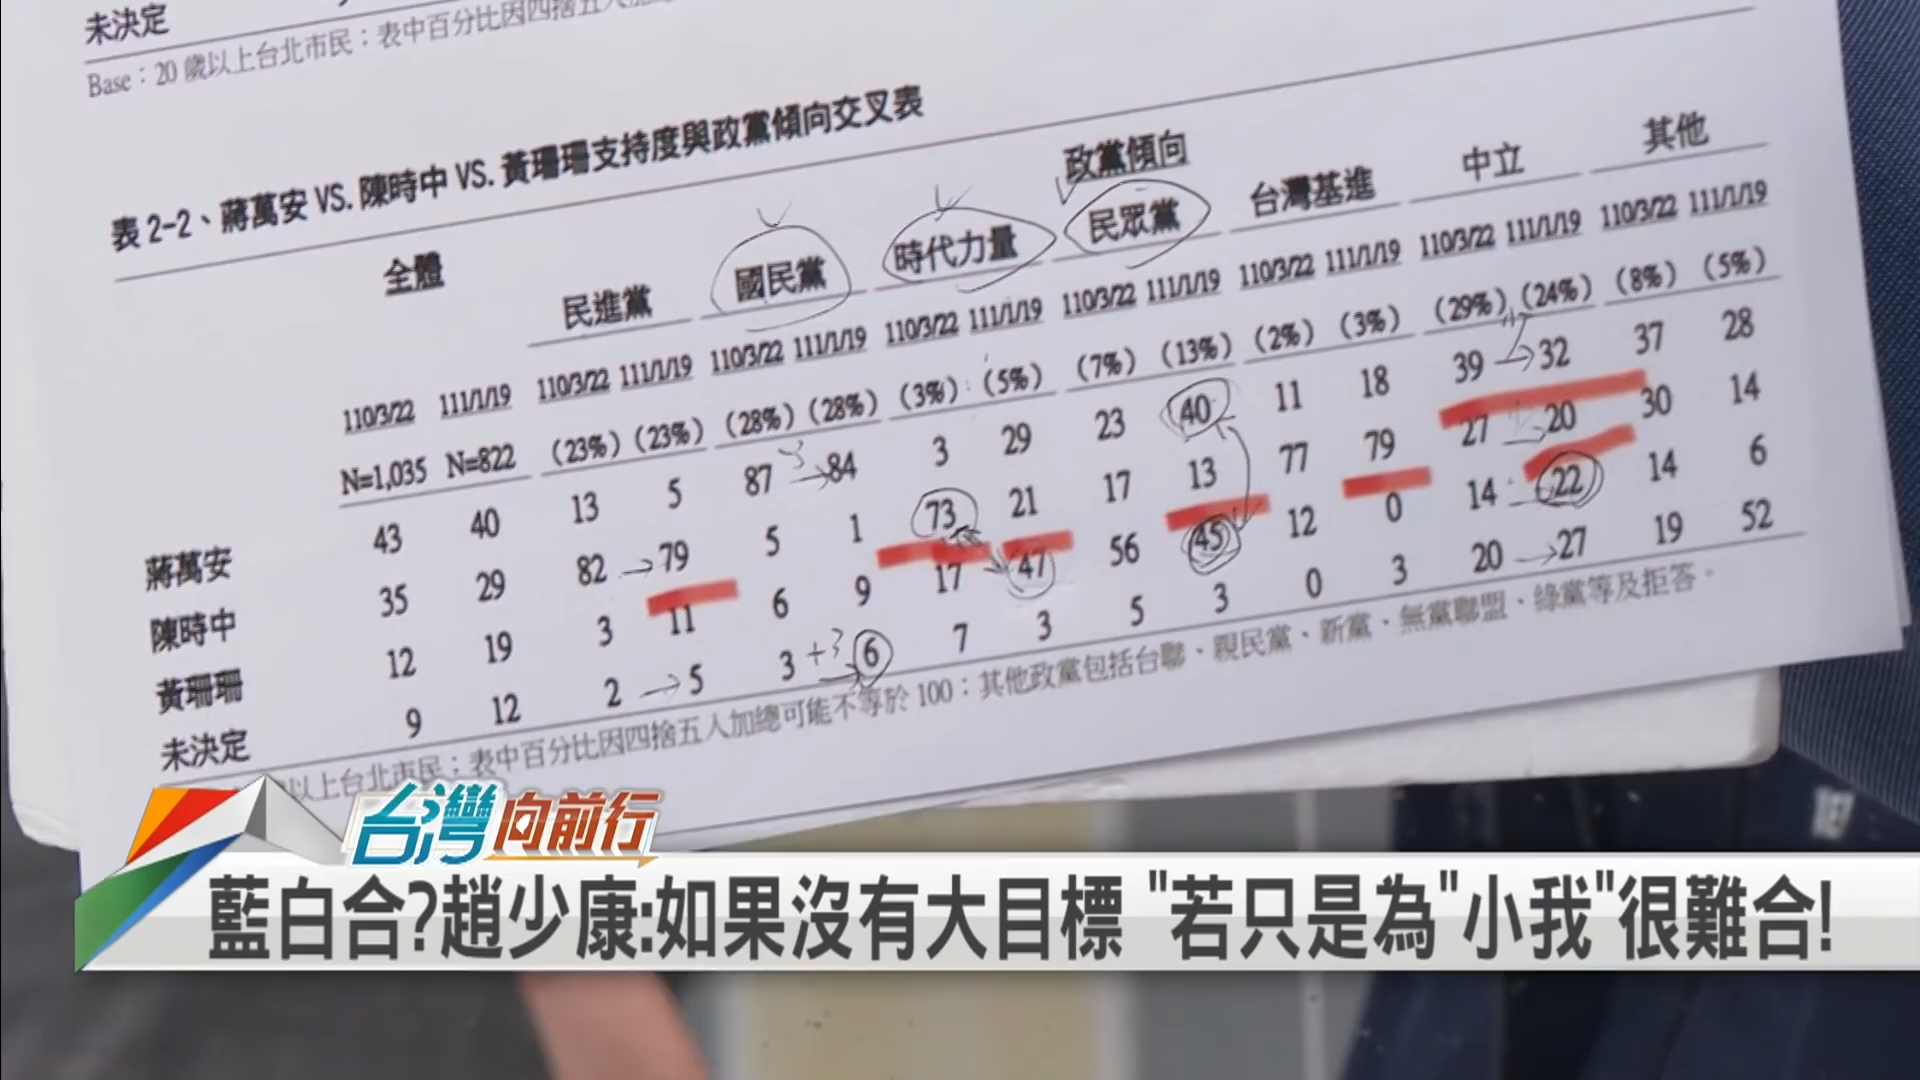 未決定
Base：20 歲以上台北市民；表中百分比因四捨五入加總
表 2-2、蔣萬安 VS. 陳時中 VS. 黃珊珊支持度與政黨傾向交叉表
政黨傾向
全體 民進黨 國民黨 時代力量 民眾黨 台灣基進 中立 其他
110/3/22 111/1/19 110/3/22 111/1/19 110/3/22 111/1/19 110/3/22 111/1/19 110/3/22 111/1/19 110/3/22 111/1/19 110/3/22 111/1/19 110/3/22 111/1/19
N=1,035 N=822 (23%) (23%) (28%) (28%) (3%) (5%) (7%) (13%) (2%) (3%) (29%) (24%) (8%) (5%)
蔣萬安 43 40 13 5 87 3 →84 3 29 23 40 11 18 39 →32 37 28
陳時中 35 29 82 →79 5 1 73 21 17 13 77 79 27 20 30 14
黃珊珊 12 19 3 11 6 9 17 47 56 45 12 0 14 22 14 6
未決定 9 12 2 →5 3 +3 6 7 3 5 3 0 3 20 →27 19 52
以上台北市民；表中百分比因四捨五入加總可能不等於 100；其他政黨包括台聯、親民黨、新黨、無黨聯盟、綠黨等及拒答。
台灣向前行
藍白合?趙少康:如果沒有大目標 "若只是為"小我"很難合!